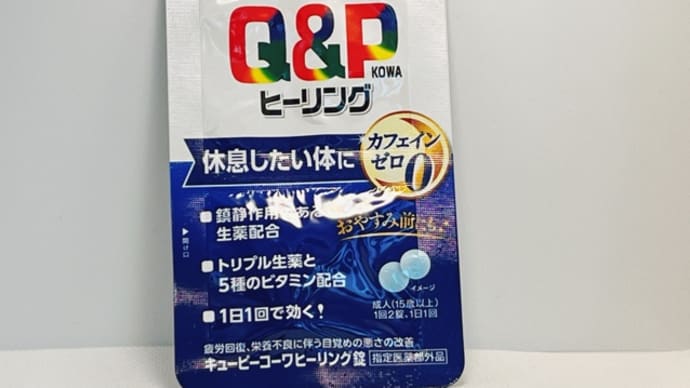 Q&P
KOWA
ヒーリング
休息したい体に
カフェイン
ゼロ0
鎮静作用 ある
生薬配合
おやすみ前
トリプル生薬と
5種のビタミン配合
イメージ
1日1回で効く!
成人(15歳以上)
1回2錠、1日1回
疲労回復、栄養不良に伴う目覚めの悪さの改善
キューピーコーワヒーリング錠
指定医薬部外品
▼開け口